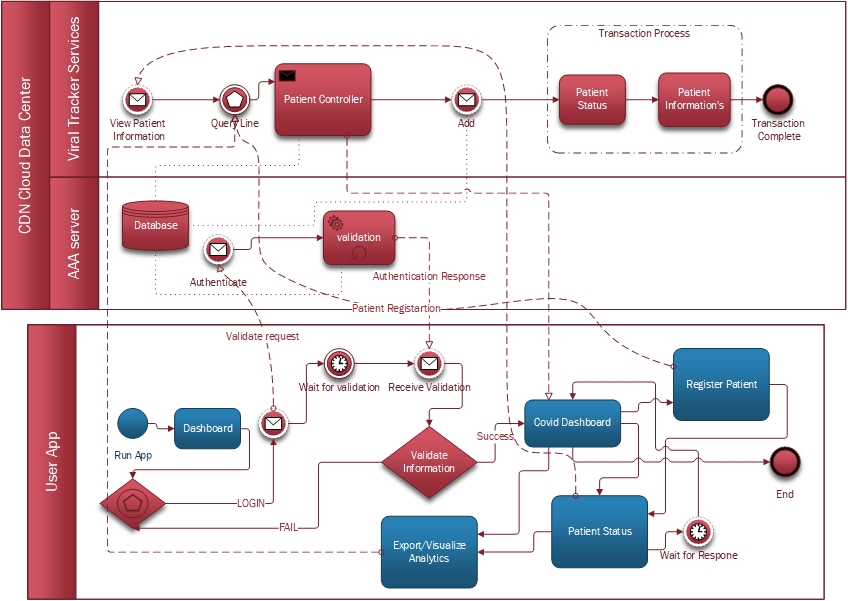 CDN Cloud Data Center
Viral Tracker Services
View Patient
Information
Query Line
Patient Controller
Add
Transaction Process
Patient
Status
Patient
Information's
Transaction
Complete
AAA server
Database
Authenticate
validation
Authentication Response
Patient Registartion
User App
Validate request
Wait for validation
Receive Validation
Run App
Dashboard
LOGIN
FAIL
Validate
Information
Success
Covid Dashboard
Register Patient
End
Export/Visualize
Analytics
Patient Status
Wait for Respone